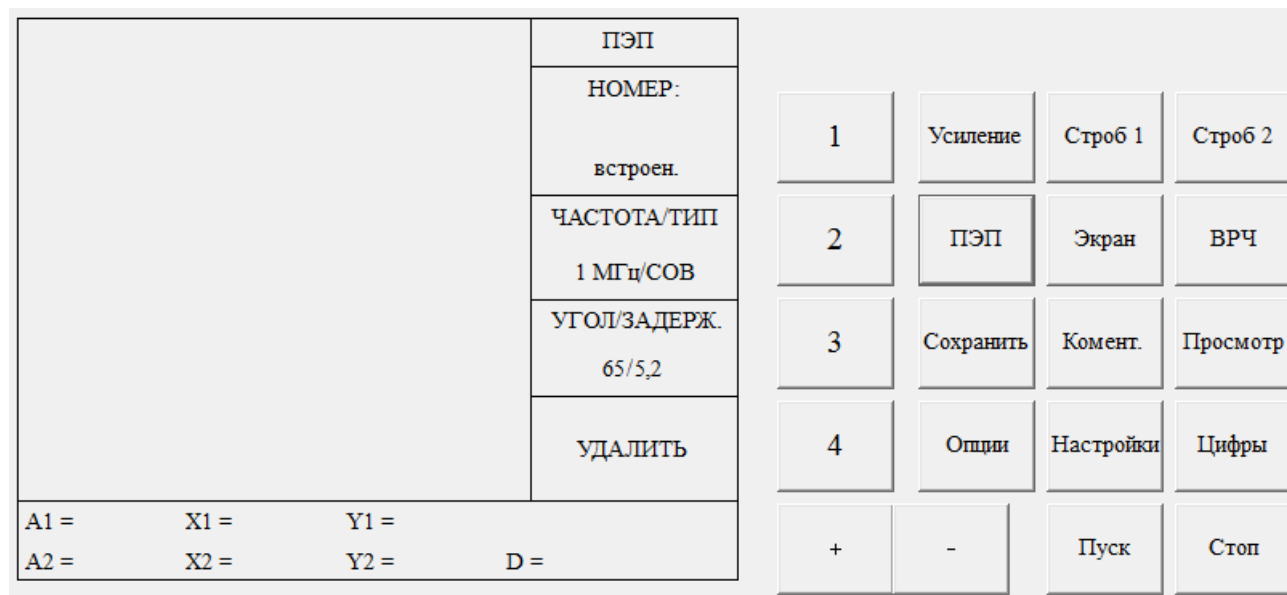 ПЭП
НОМЕР:
встроен.
ЧАСТОТА/ТИП
1 МГц/СОВ
УГОЛ/ЗАДЕРЖ.
65/5,2
УДАЛИТЬ
A1 = X1 = Y1 =
A2 = X2 = Y2 = D =
1 Усиление Строб 1 Строб 2
2 ПЭП Экран ВРЧ
3 Сохранить Комент. Просмотр
4 Опции Настройки Цифры
+ - Пуск Стоп